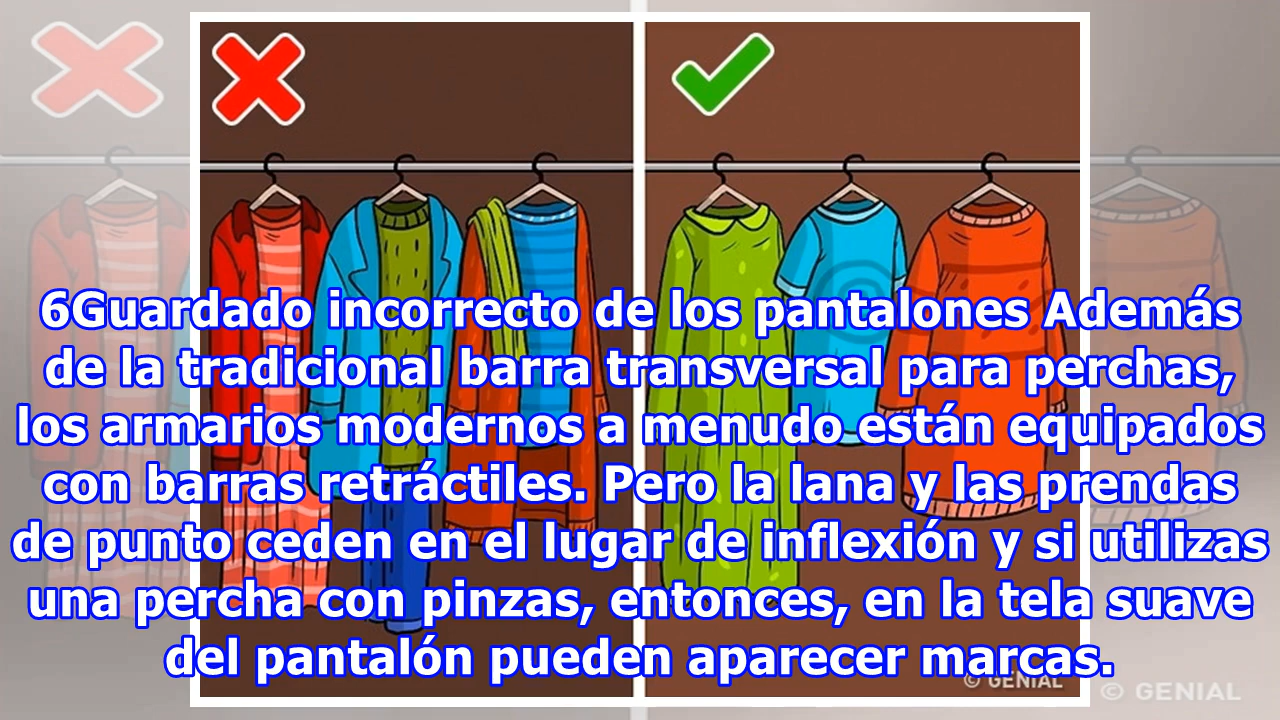 6Guardado incorrecto de los pantalones Además
de la tradicional barra transversal para perchas,
los armarios modernos a menudo están equipados
con barras retráctiles. Pero la lana y las prendas
de punto ceden en el lugar de inflexión y si utilizas
una percha con pinzas, entonces, en la tela suave
del pantalón pueden aparecer marcas.
© GENIAL
© GENIAL